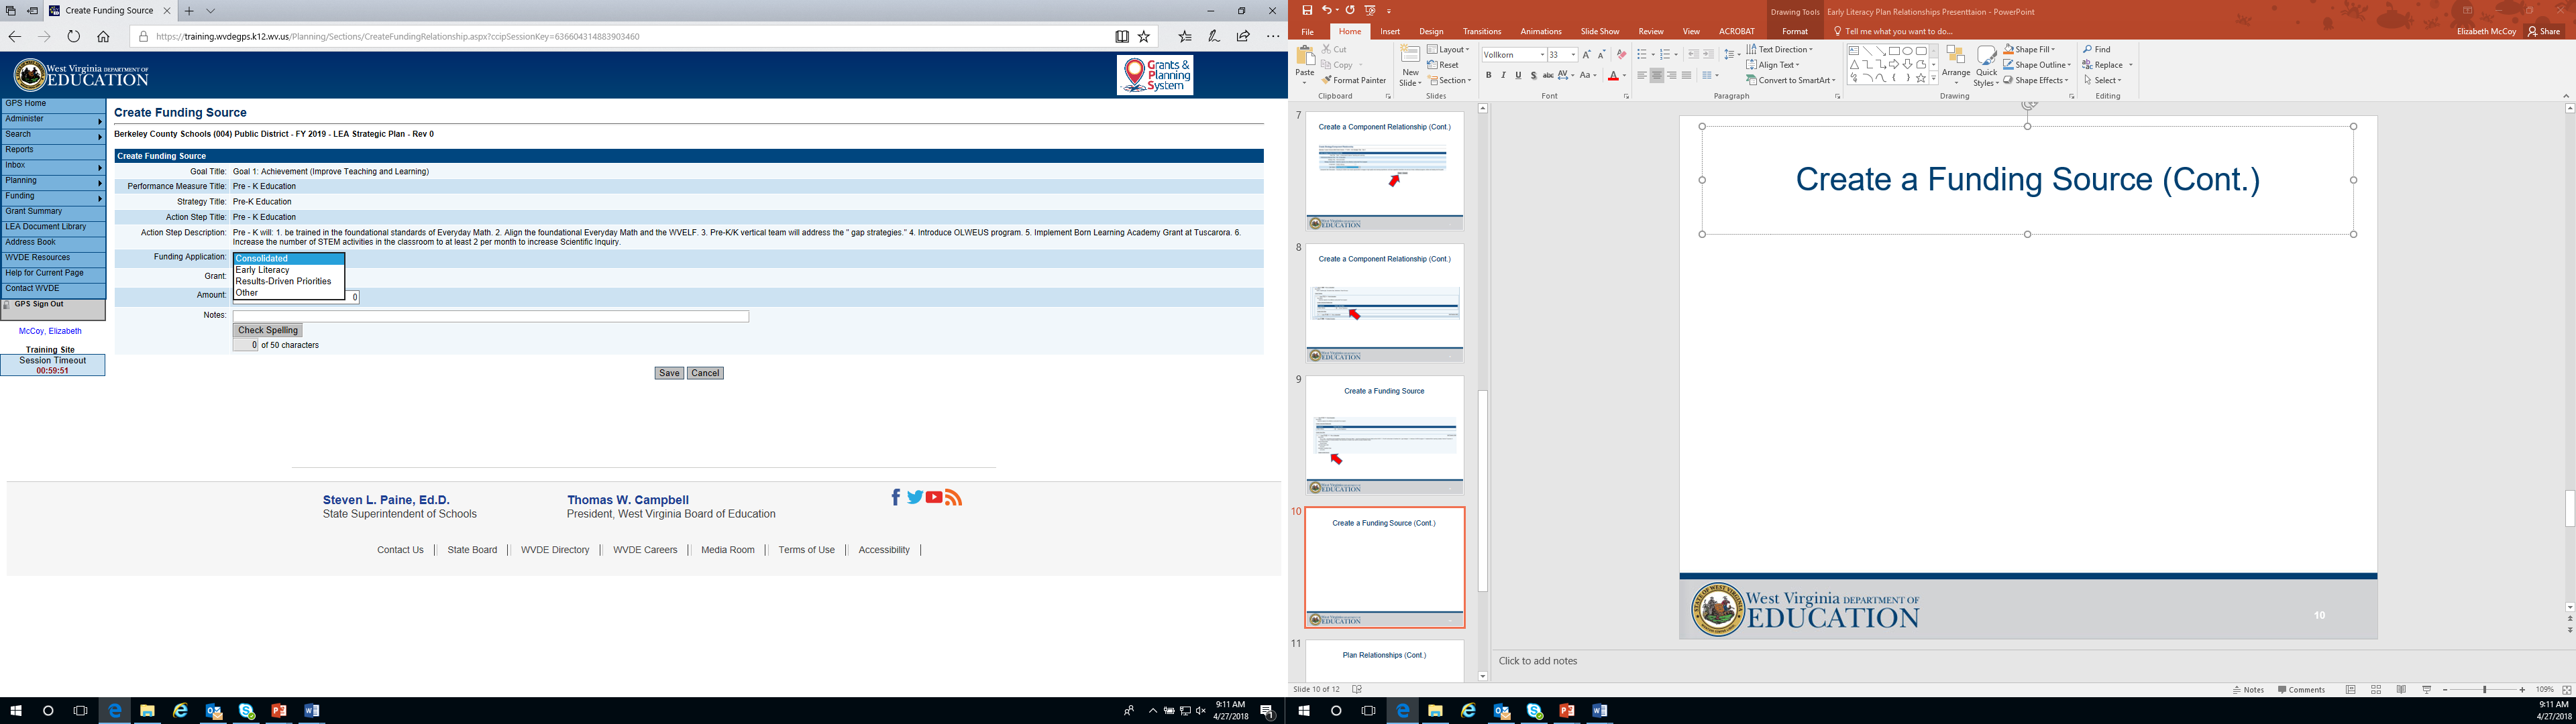 Create Funding Source
https://training.wvdegps.k12.wv.us/Planning/Sections/CreateFundingRelationship.aspx?ccipSessionKey=636604314883903460
West Virginia DEPARTMENT OF
EDUCATION
Grants &
Planning
System
GPS Home
Administer
Search
Reports
Inbox
Planning
Funding
Grant Summary
LEA Document Library
Address Book
WVDE Resources
Help for Current Page
Contact WVDE
GPS Sign Out
McCoy, Elizabeth
Training Site
Session Timeout
00:59:51
Create Funding Source
Berkeley County Schools (004) Public District - FY 2019 - LEA Strategic Plan - Rev 0
Create Funding Source
Goal Title: Goal 1: Achievement (Improve Teaching and Learning)
Performance Measure Title: Pre - K Education
Strategy Title: Pre-K Education
Action Step Title: Pre - K Education
Action Step Description: Pre - K will: 1. be trained in the foundational standards of Everyday Math. 2. Align the foundational Everyday Math and the WVELF. 3. Pre-K/K vertical team will address the " gap strategies." 4. Introduce OLWEUS program. 5. Implement Born Learning Academy Grant at Tuscarora. 6.
Increase the number of STEM activities in the classroom to at least 2 per month to increase Scientific Inquiry.
Funding Application: Consolidated
Early Literacy
Results-Driven Priorities
Other
Grant:
Amount: 0
Notes:
Check Spelling
0 of 50 characters
Save Cancel
Steven L. Paine, Ed.D.
State Superintendent of Schools
Thomas W. Campbell
President, West Virginia Board of Education
Contact Us | State Board | WVDE Directory | WVDE Careers | Media Room | Terms of Use | Accessibility |
9:11 AM
4/27/2018
Drawing Tools
Early Literacy Plan Relationships Presenttaion - PowerPoint
File Home Insert Design Transitions Animations Slide Show Review View ACROBAT Format Tell me what you want to do...
Elizabeth McCoy Share
Paste
Cut
Copy
Format Painter
Clipboard
New
Slide
Layout
Reset
Section
Slides
Vollkorn 33
Font
Text Direction
Align Text
Convert to SmartArt
Paragraph
Arrange
Quick
Styles
Shape Fill
Shape Outline
Shape Effects
Drawing
Find
Replace
Select
Editing
7
Create a Component Relationship (Cont.)
8
Create a Component Relationship (Cont.)
9
Create a Funding Source
10
Create a Funding Source (Cont.)
11
Plan Relationships (Cont.)
Create a Funding Source (Cont.)
West Virginia DEPARTMENT OF
EDUCATION
10
Click to add notes
Slide 10 of 12
Notes Comments 109%
9:11 AM
4/27/2018